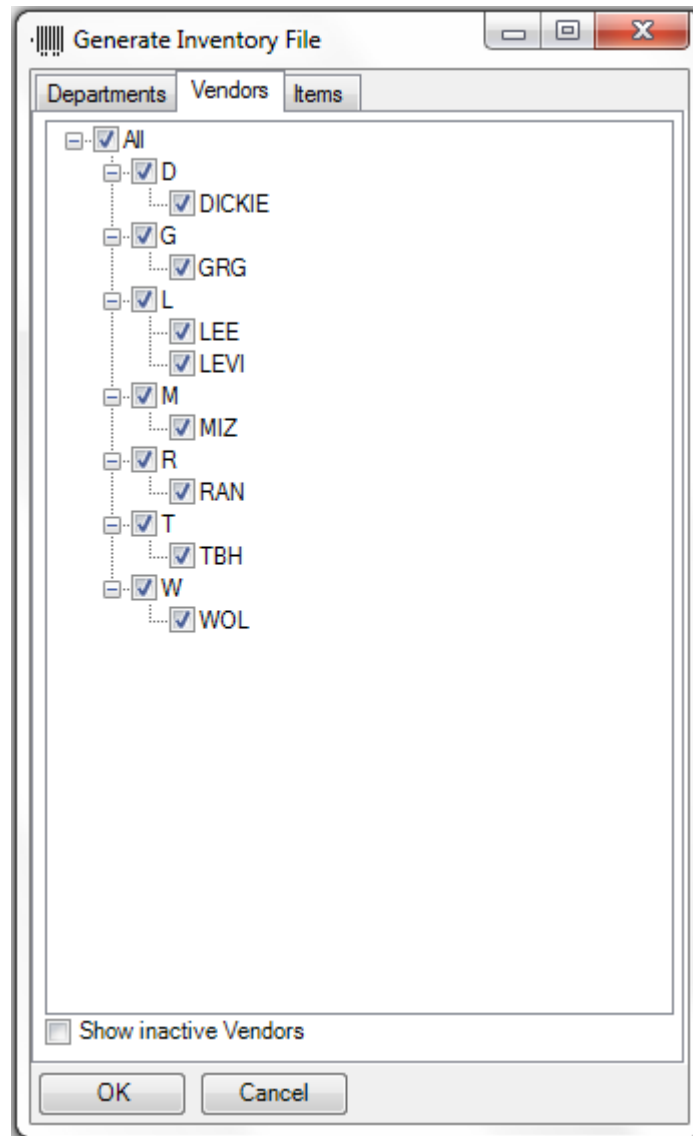 Generate Inventory File
Departments Vendors Items
All
D
DICKIE
G
GRG
L
LEE
LEVI
M
MIZ
R
RAN
T
TBH
W
WOL
Show inactive Vendors
OK Cancel